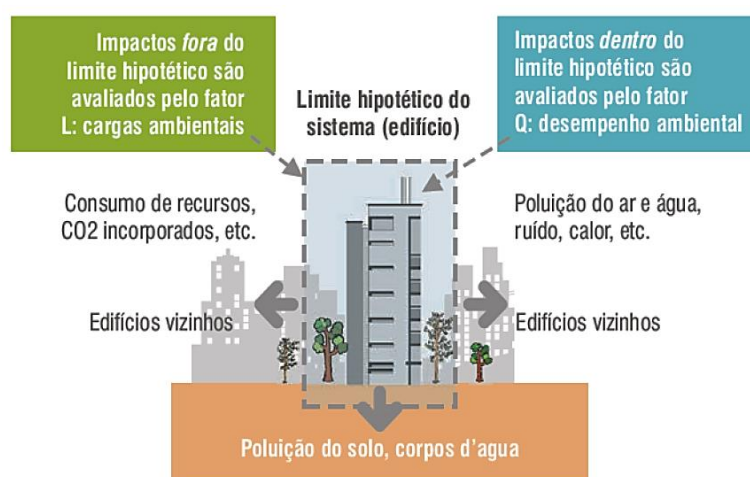 Impactos fora do
limite hipotético são
avaliados pelo fator
L: cargas ambientais
Limite hipotético do
sistema (edifício)
Impactos dentro do
limite hipotético são
avaliados pelo fator
Q: desempenho ambiental
Consumo de recursos,
CO2 incorporados, etc.
Poluição do ar e água,
ruído, calor, etc.
Edifícios vizinhos
Edifícios vizinhos
Poluição do solo, corpos d’agua